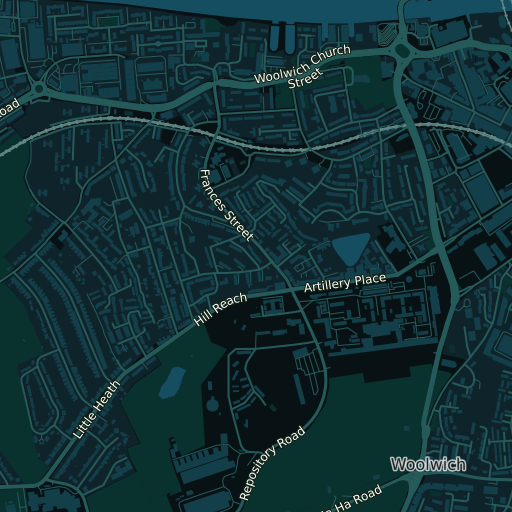 Woolwich Church
Street
oad
Frances Street
Artillery Place
Hill Reach
Little Heath
Repository Road
Woolwich
Ha Road